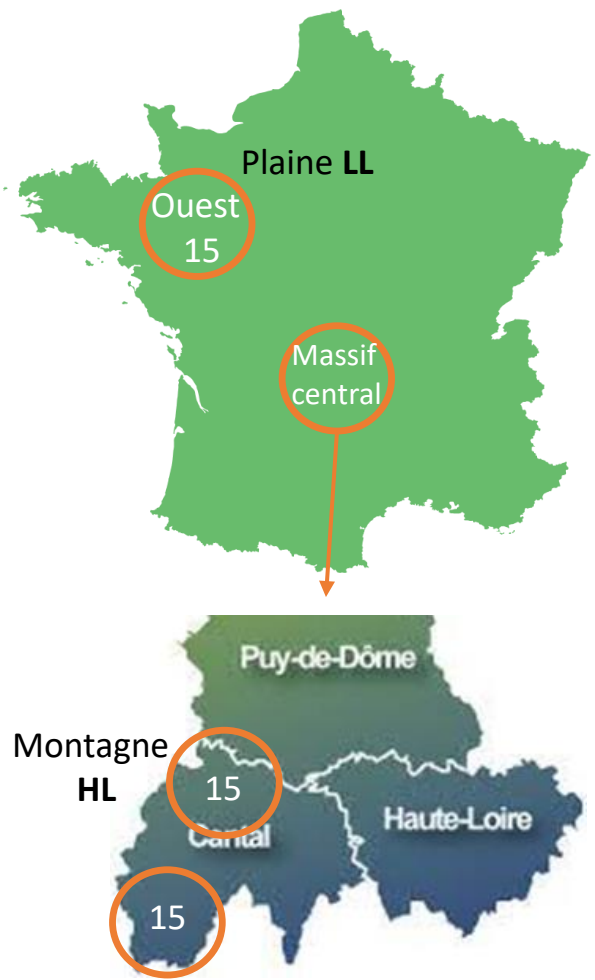 Plaine LL
Ouest
15
Massif
central
Puy-de-Dôme
Montagne
HL
15
Cantal
Haute-Loire
15